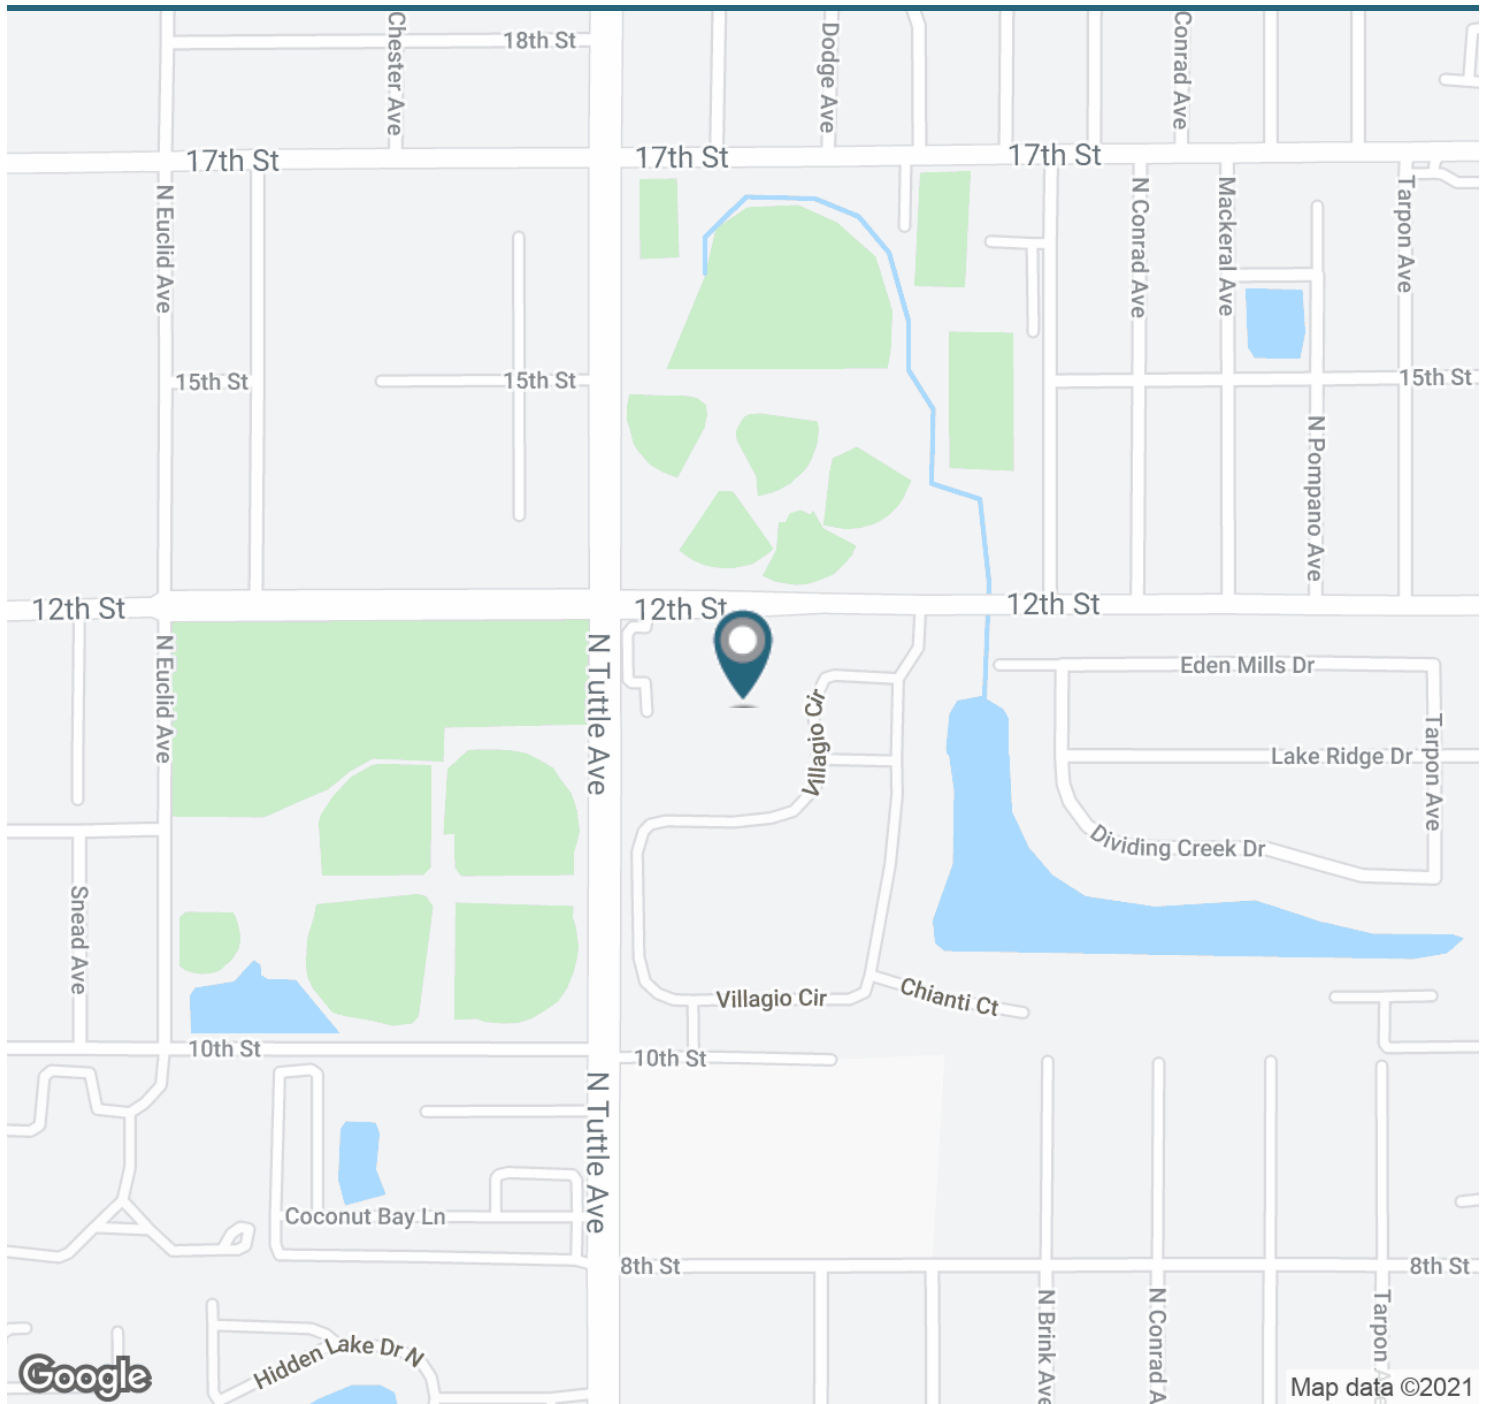 18th St
Chester Ave
Dodge Ave
Conrad Ave
17th St
17th St
17th St
N Euclid Ave
N Conrad Ave
Mackeral Ave
Tarpon Ave
15th St
15th St
15th St
N Pompano Ave
12th St
12th St
12th St
N Euclid Ave
N Tuttle Ave
Villagio Cir
Eden Mills Dr
Lake Ridge Dr
Tarpon Ave
Dividing Creek Dr
Snead Ave
Villagio Cir
Chianti Ct
10th St
10th St
N Tuttle Ave
Coconut Bay Ln
8th St
8th St
N Brink Ave
N Conrad A
Tarpon A
Hidden Lake Dr N
Google
Map data ©2021